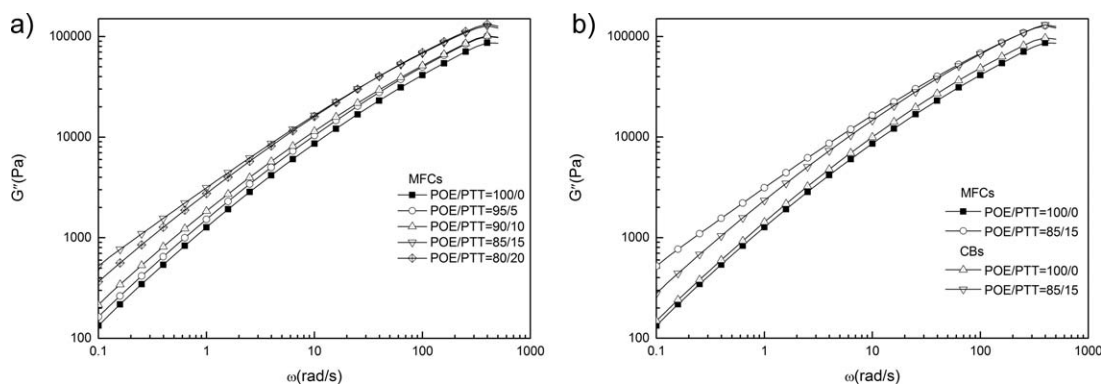 a)
100000
10000
1000
100
G″(Pa)
MFCs
POE/PTT=100/0
POE/PTT=95/5
POE/PTT=90/10
POE/PTT=85/15
POE/PTT=80/20
0.1 1 10 100 1000
ω(rad/s)
b)
100000
10000
1000
100
G″(Pa)
MFCs
POE/PTT=100/0
POE/PTT=85/15
CBs
POE/PTT=100/0
POE/PTT=85/15
0.1 1 10 100 1000
ω(rad/s)